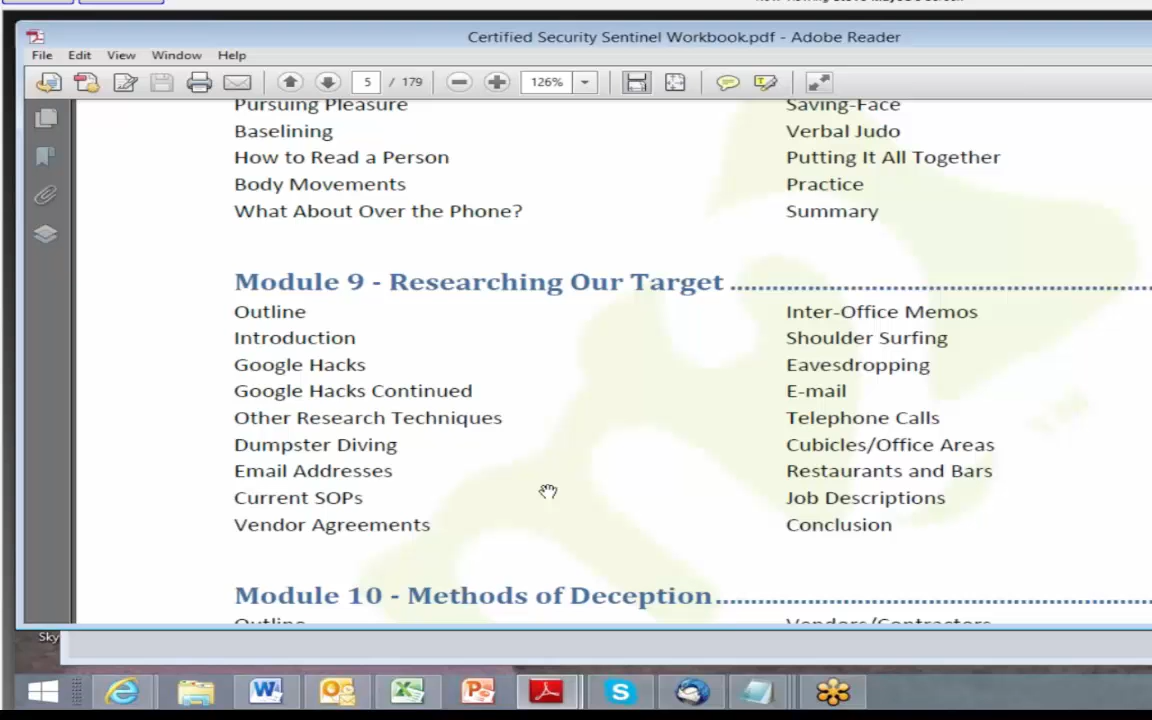 Certified Security Sentinel Workbook.pdf - Adobe Reader
File Edit View Window Help
5 / 179 126%
Pursuing Pleasure
Baselining
How to Read a Person
Body Movements
What About Over the Phone?
Saving-Face
Verbal Judo
Putting It All Together
Practice
Summary
Module 9 - Researching Our Target
Outline
Introduction
Google Hacks
Google Hacks Continued
Other Research Techniques
Dumpster Diving
Email Addresses
Current SOPs
Vendor Agreements
Inter-Office Memos
Shoulder Surfing
Eavesdropping
E-mail
Telephone Calls
Cubicles/Office Areas
Restaurants and Bars
Job Descriptions
Conclusion
Module 10 - Methods of Deception
Outline
Vendors/Contractors
Sky